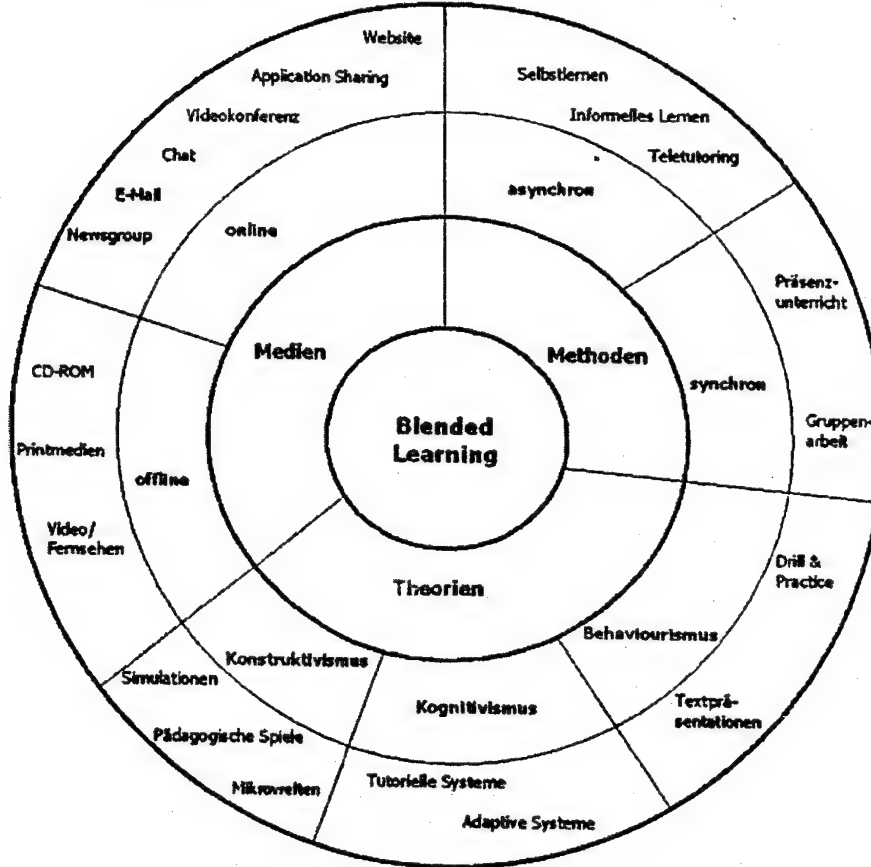 Website
Application Sharing
Videokonferenz
Chat
E-Mail
Newsgroup
online
Selbstlernen
Informelles Lernen
Teletutoring
asynchron
Präsenz-
unterricht
Medien
Methoden
synchron
CD-ROM
Blended
Learning
Gruppen-
arbeit
Printmedien
offline
Video/
Fernsehen
Theorien
Drill &
Practice
Behaviourismus
Textprä-
sentationen
Konstruktivismus
Simulationen
Kognitivismus
Pädagogische Spiele
Mikrowelten
Tutorielle Systeme
Adaptive Systeme